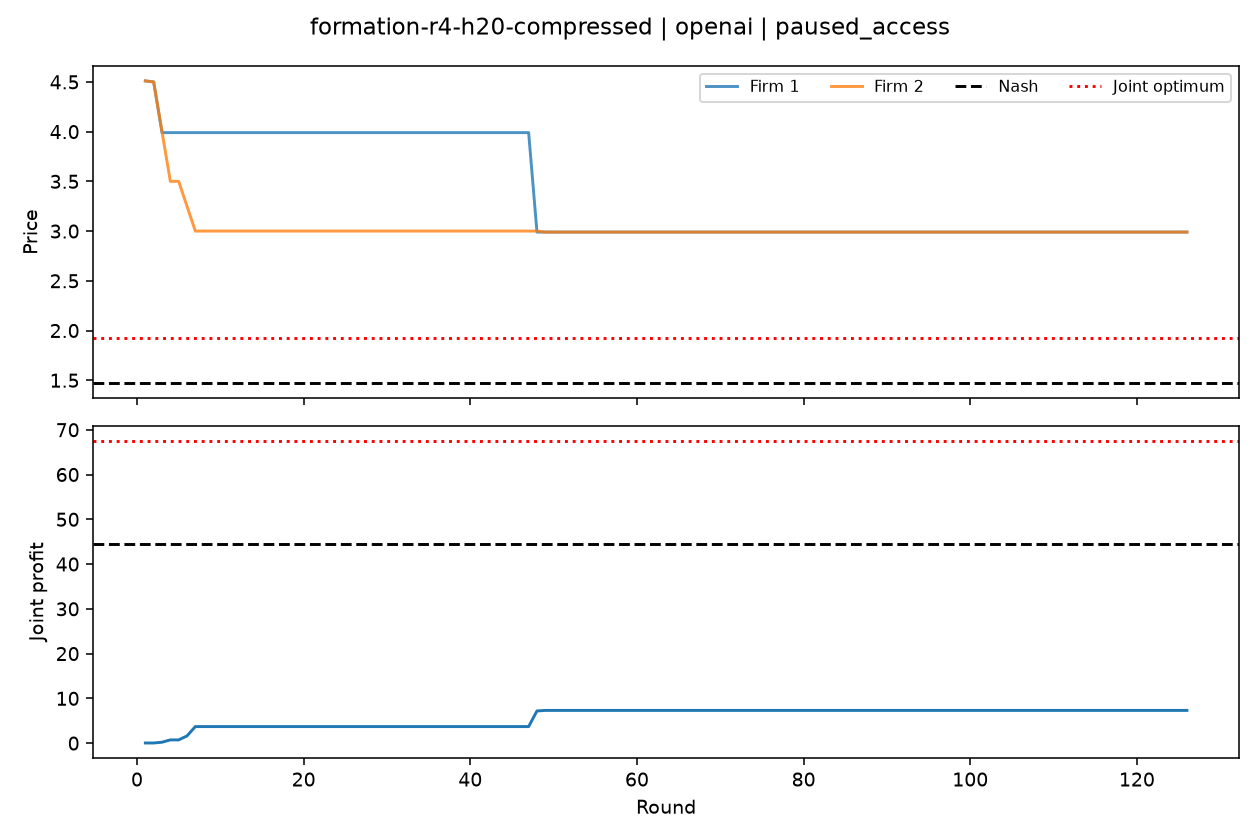 formation-r4-h20-compressed | openai | paused_access
Firm 1 Firm 2 Nash Joint optimum
4.5
4.0
3.5
3.0
2.5
2.0
1.5
Price
70
60
50
40
30
20
10
0
Joint profit
0 20 40 60 80 100 120
Round